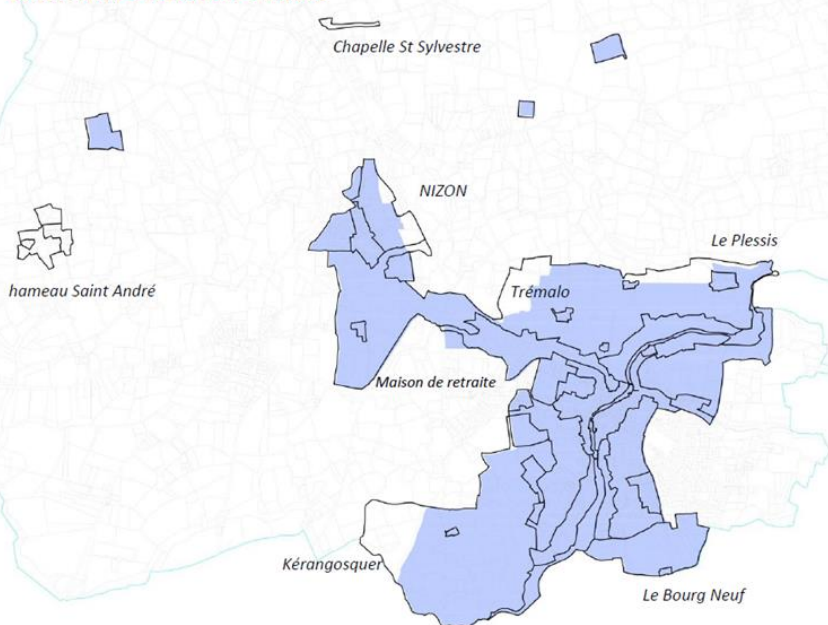 Chapelle St Sylvestre
NIZON
Le Plessis
hameau Saint André
Trémalo
Maison de retraite
Kérangosquer
Le Bourg Neuf